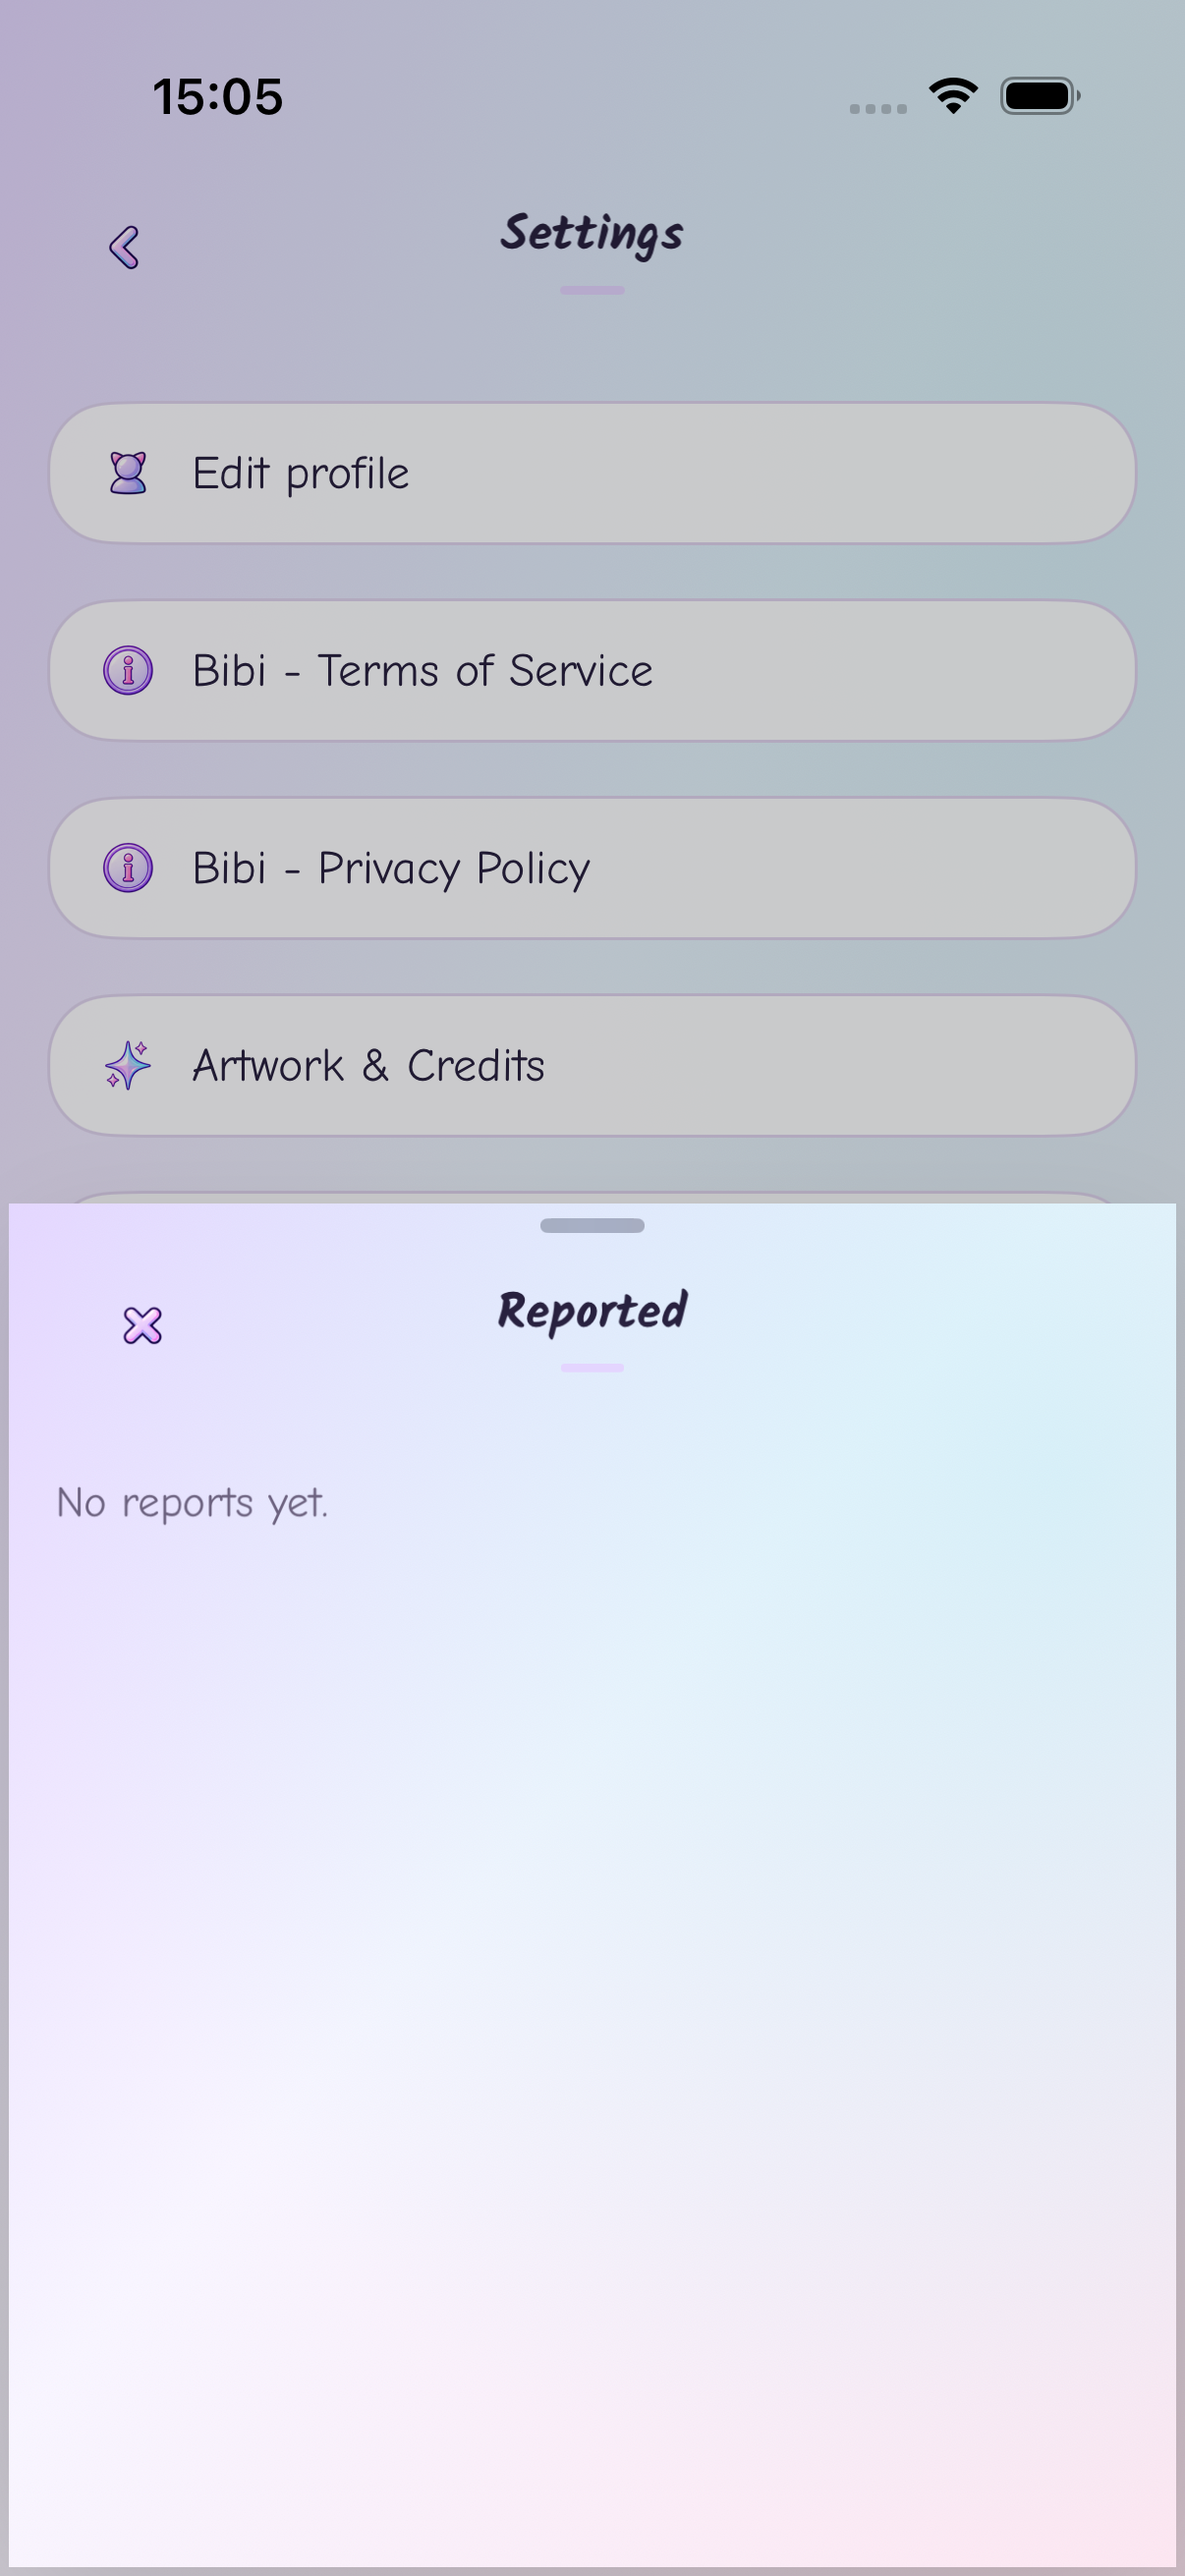 15:05
Settings
Edit profile
Bibi - Terms of Service
Bibi - Privacy Policy
Artwork & Credits
Reported
No reports yet.